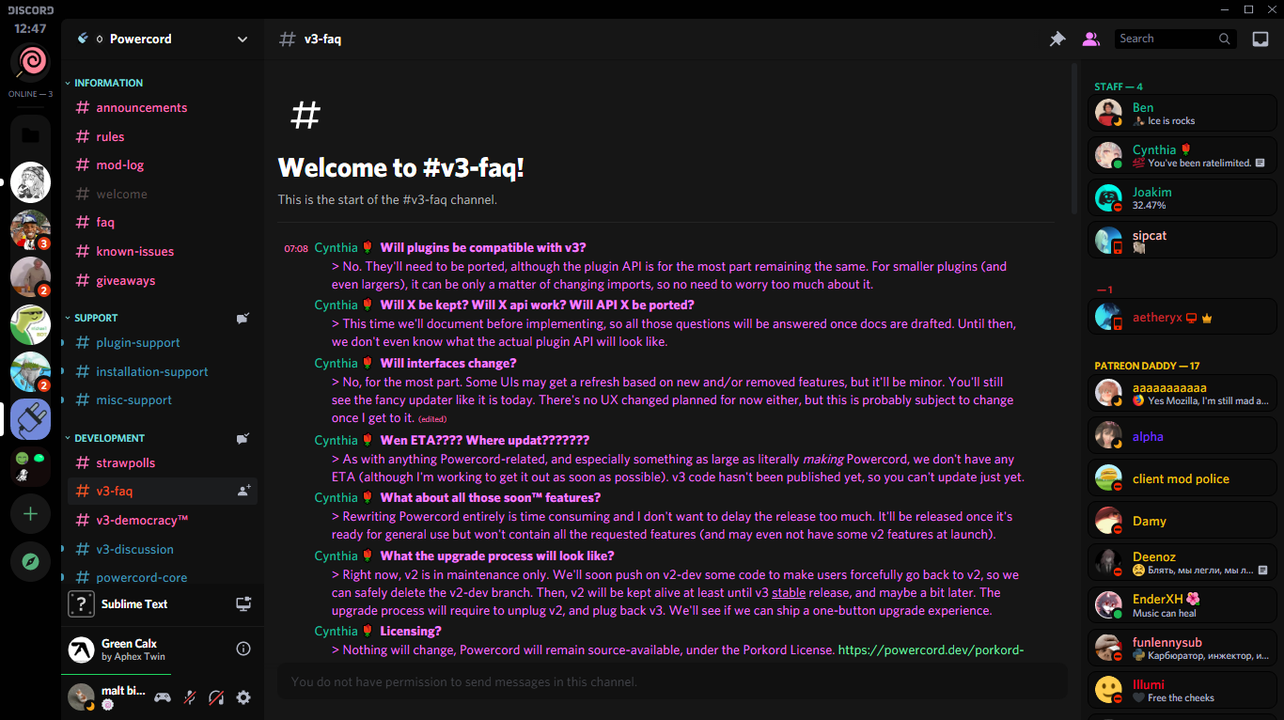 DISCORD
12:47
ONLINE — 3
3
2
2
Powercord
INFORMATION
# announcements
# rules
# mod-log
# welcome
# faq
# known-issues
# giveaways
SUPPORT
# plugin-support
# installation-support
# misc-support
DEVELOPMENT
# strawpolls
# v3-faq
# v3-democracy™
# v3-discussion
# powercord-core
? Sublime Text
Green Calx
by Aphex Twin
malt bi...
# v3-faq
Search
#
Welcome to #v3-faq!
This is the start of the #v3-faq channel.
07:08 Cynthia 🌹 Will plugins be compatible with v3?
> No. They'll need to be ported, although the plugin API is for the most part remaining the same. For smaller plugins (and
even largers), it can be only a matter of changing imports, so no need to worry too much about it.
Cynthia 🌹 Will X be kept? Will X api work? Will API X be ported?
> This time we'll document before implementing, so all those questions will be answered once docs are drafted. Until then,
we don't even know what the actual plugin API will look like.
Cynthia 🌹 Will interfaces change?
> No, for the most part. Some UIs may get a refresh based on new and/or removed features, but it'll be minor. You'll still
see the fancy updater like it is today. There's no UX changed planned for now either, but this is probably subject to change
once I get to it. (edited)
Cynthia 🌹 Wen ETA???? Where updat???????
> As with anything Powercord-related, and especially something as large as literally making Powercord, we don't have any
ETA (although I'm working to get it out as soon as possible). v3 code hasn't been published yet, so you can't update just yet.
Cynthia 🌹 What about all those soon™ features?
> Rewriting Powercord entirely is time consuming and I don't want to delay the release too much. It'll be released once it's
ready for general use but won't contain all the requested features (and may even not have some v2 features at launch).
Cynthia 🌹 What the upgrade process will look like?
> Right now, v2 is in maintenance only. We'll soon push on v2-dev some code to make users forcefully go back to v2, so we
can safely delete the v2-dev branch. Then, v2 will be kept alive at least until v3 stable release, and maybe a bit later. The
upgrade process will require to unplug v2, and plug back v3. We'll see if we can ship a one-button upgrade experience.
Cynthia 🌹 Licensing?
> Nothing will change, Powercord will remain source-available, under the Porkord License. https://powercord.dev/porkord-
You do not have permission to send messages in this channel.
STAFF — 4
Ben
Ice is rocks
Cynthia 🌹
💯 You've been ratelimited.
Joakim
32.47%
sipcat
— 1
aetheryx
PATREON DADDY — 17
aaaaaaaaaaa
Yes Mozilla, I'm still mad a...
alpha
client mod police
Damy
Deenoz
Блять, мы легли, мы л...
EnderXH 🌺
Music can heal
funlennysub
Карбюратор, инжектор, и...
Illumi
🖤 Free the cheeks